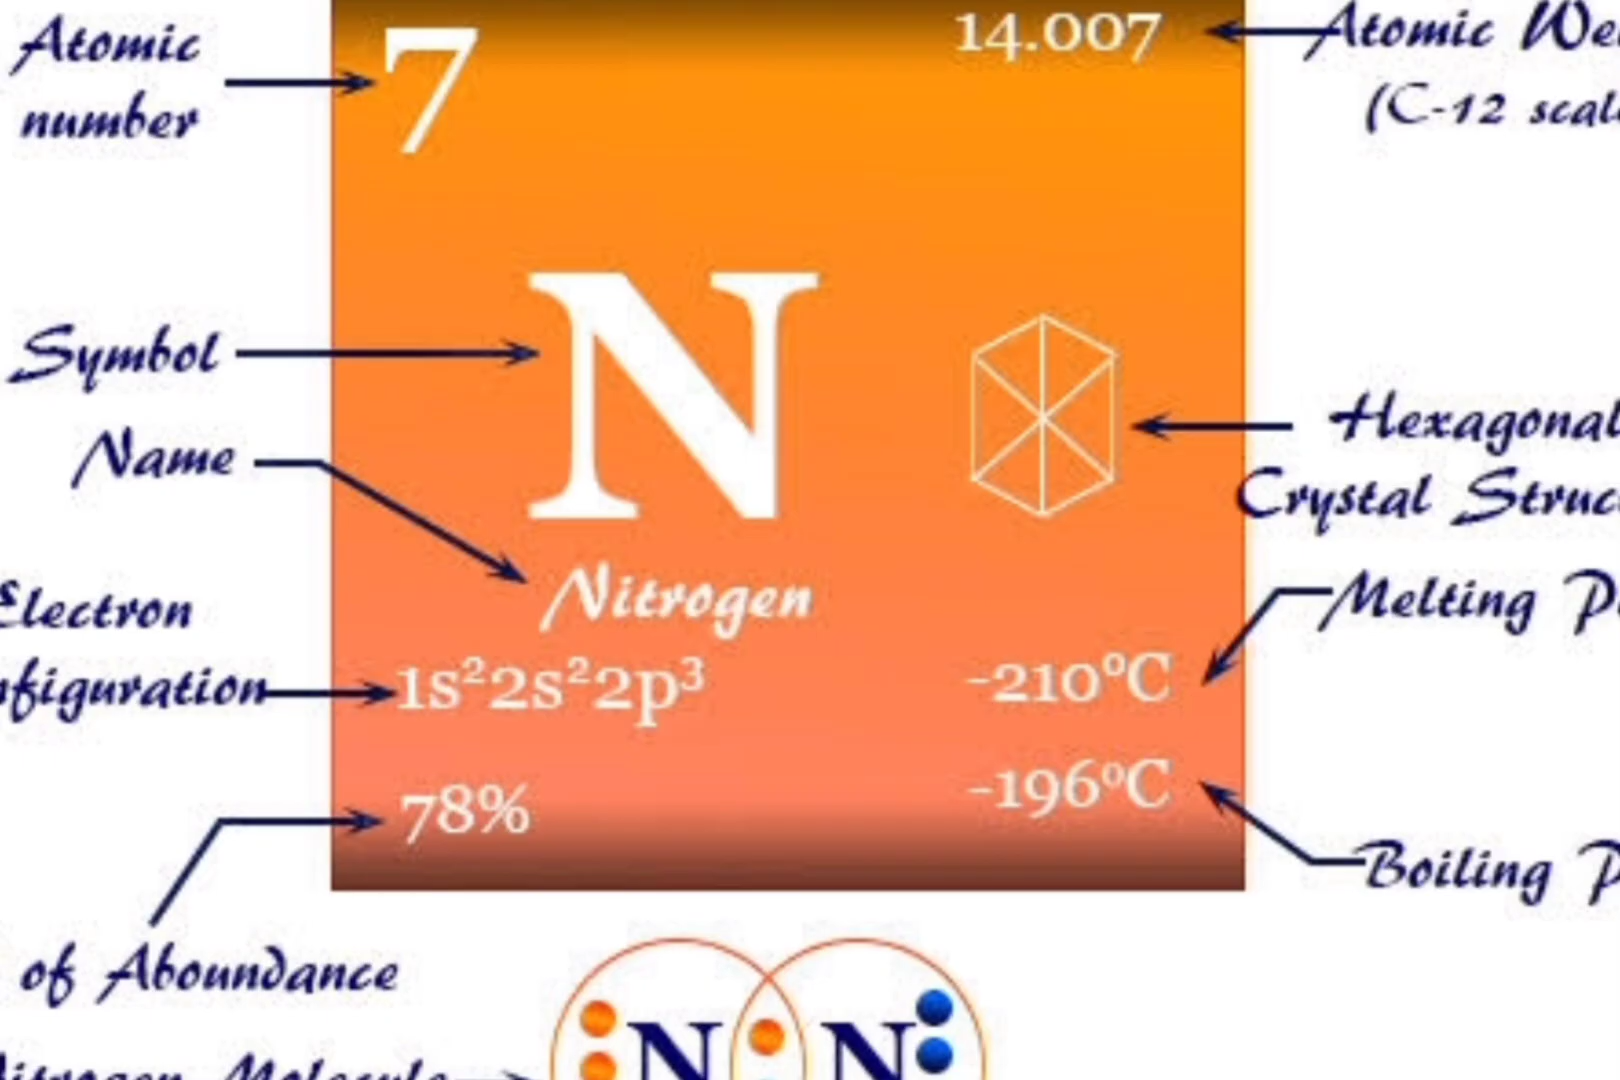 Atomic
number
7
14.007
Atomic
(C-12
Symbol
N
Name
Nitrogen
Hexagonal
Crystal
Electron
1s²2s²2p³
-210°C
Melting
78%
-196°C
Boiling
of Aboundance
N N